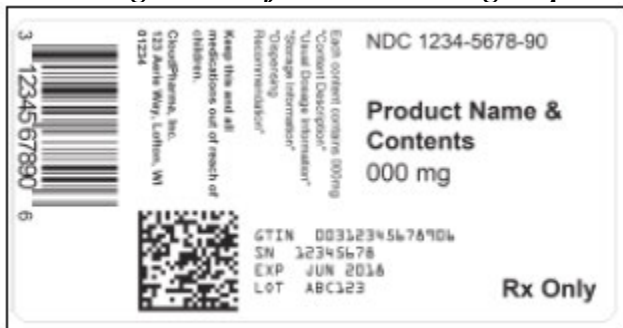 3 1234567890 6
Keep this and all
medications out of reach of
children.
CloudPharma, Inc.
123 Aerie Way, Lofton, WI
01234
Each content contains 000mg
"Content Description"
"Usual Dosage Information"
"Storage Information"
"Dispensing
Recommendation"
NDC 1234-5678-90
Product Name &
Contents
000 mg
GTIN 00312345678906
SN 12345678
EXP JUN 2018
LOT ABC123
Rx Only